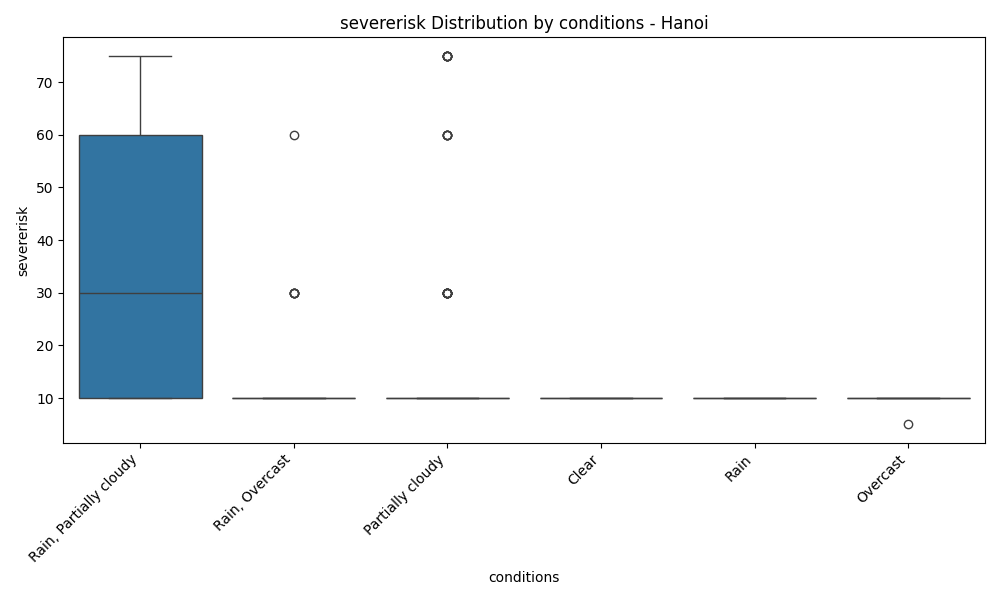 severerisk Distribution by conditions - Hanoi
severerisk
70
60
50
40
30
20
10
Rain, Partially cloudy
Rain, Overcast
Partially cloudy
Clear
Rain
Overcast
conditions